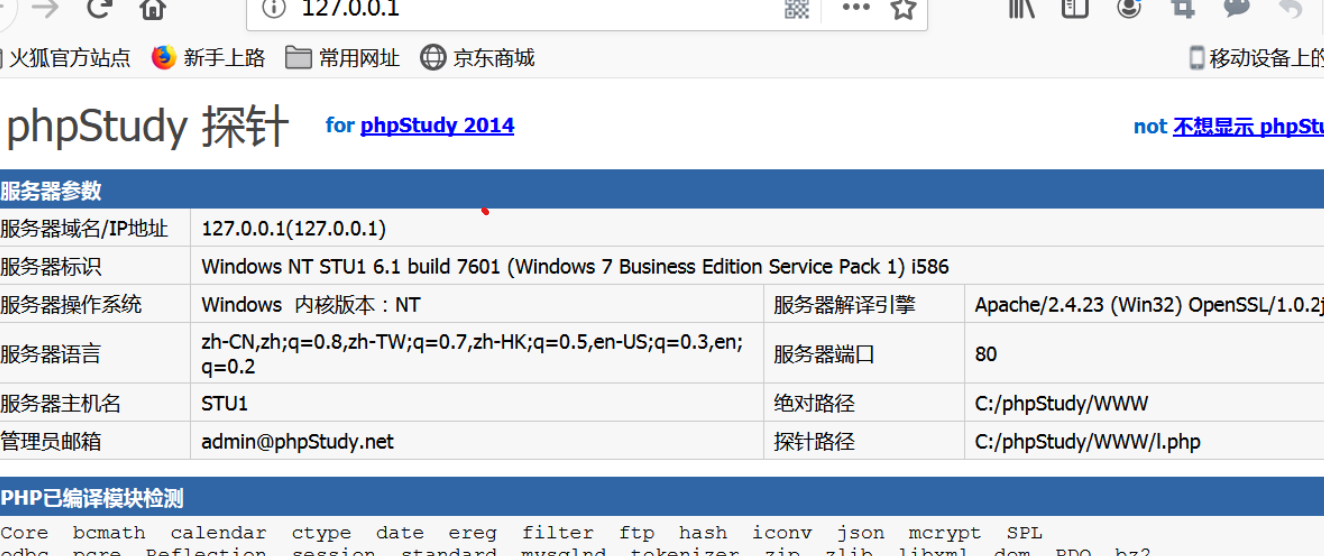 127.0.0.1
火狐官方站点 新手上路 常用网址 京东商城 移动设备上的
phpStudy 探针 for phpStudy 2014 not 不想显示 phpStu
服务器参数
服务器域名/IP地址 127.0.0.1(127.0.0.1)
服务器标识 Windows NT STU1 6.1 build 7601 (Windows 7 Business Edition Service Pack 1) i586
服务器操作系统 Windows 内核版本：NT 服务器解译引擎 Apache/2.4.23 (Win32) OpenSSL/1.0.2j
服务器语言 zh-CN,zh;q=0.8,zh-TW;q=0.7,zh-HK;q=0.5,en-US;q=0.3,en;
q=0.2 服务器端口 80
服务器主机名 STU1 绝对路径 C:/phpStudy/WWW
管理员邮箱 admin@phpStudy.net 探针路径 C:/phpStudy/WWW/l.php
PHP已编译模块检测
Core bcmath calendar ctype date ereg filter ftp hash iconv json mcrypt SPL
odbc pcre Reflection session standard mysqlnd tokenizer zip zlib libxml dom PDO bz2